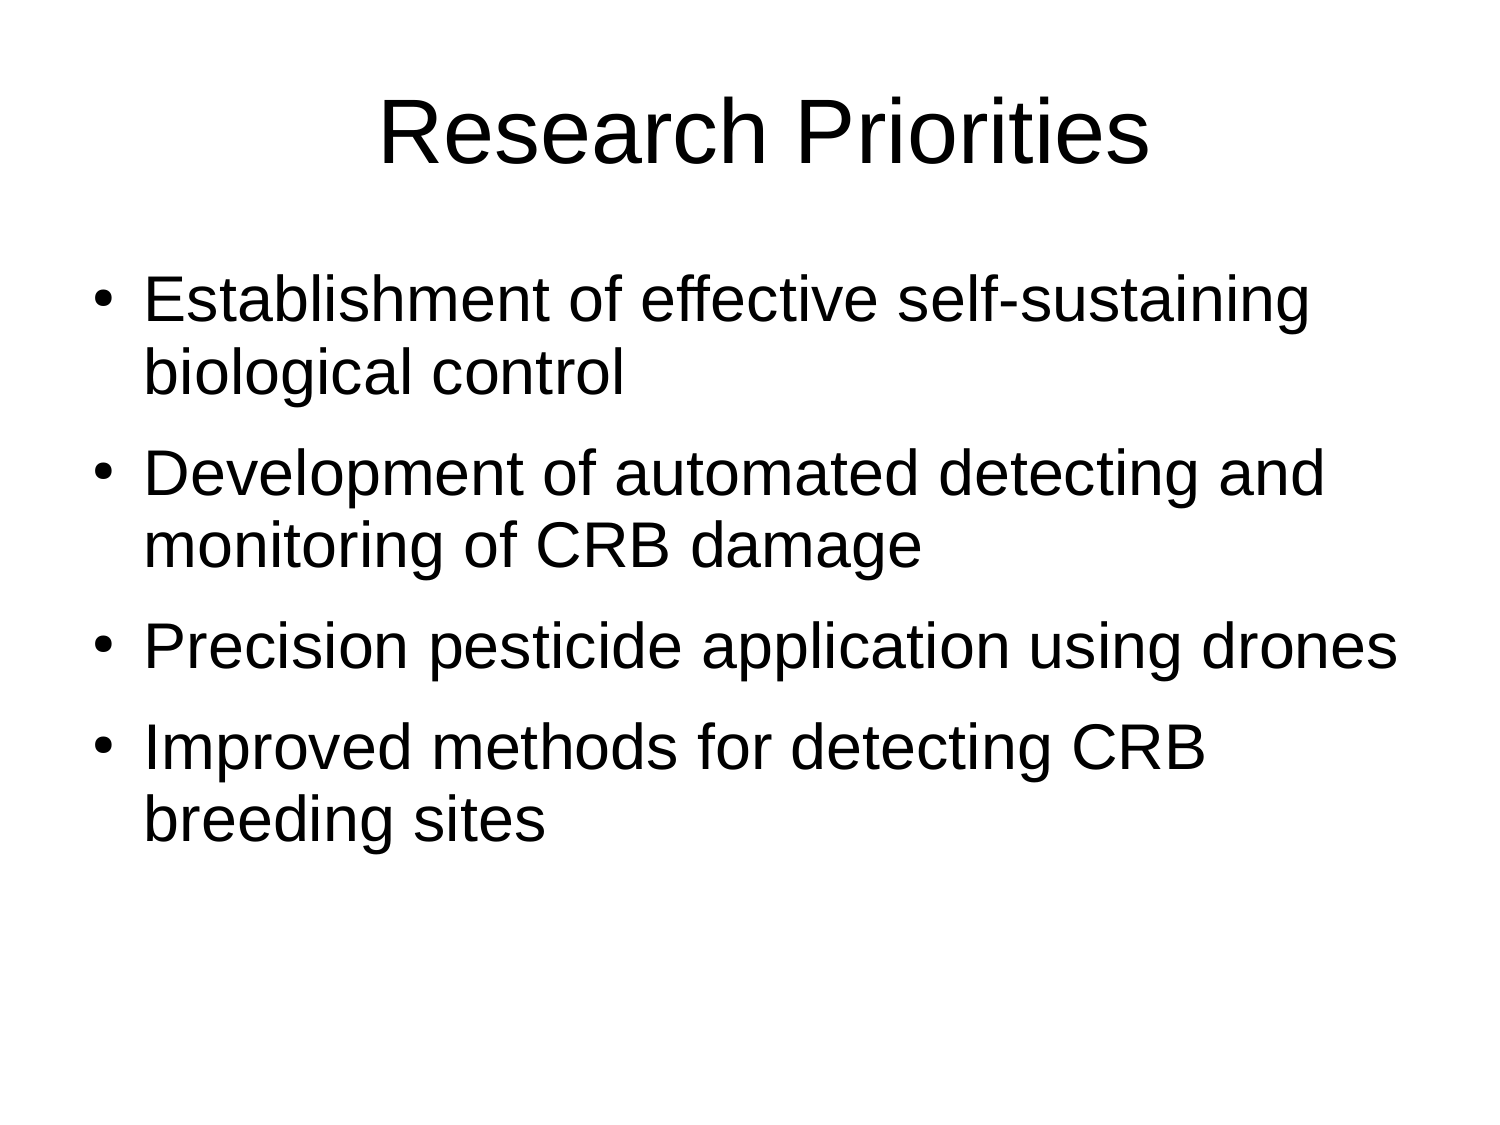 Research Priorities
• Establishment of effective self-sustaining
biological control
• Development of automated detecting and
monitoring of CRB damage
• Precision pesticide application using drones
• Improved methods for detecting CRB
breeding sites